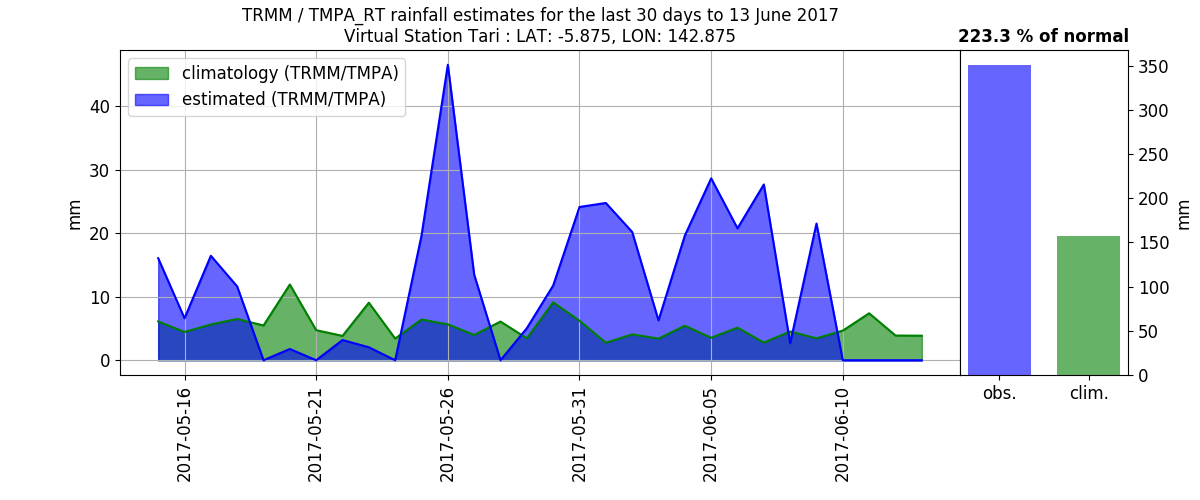 TRMM / TMPA_RT rainfall estimates for the last 30 days to 13 June 2017
Virtual Station Tari : LAT: -5.875, LON: 142.875
223.3 % of normal
climatology (TRMM/TMPA)
estimated (TRMM/TMPA)
40
30
20
10
0
mm
2017-05-16
2017-05-21
2017-05-26
2017-05-31
2017-06-05
2017-06-10
350
300
250
200
150
100
50
0
mm
obs.
clim.